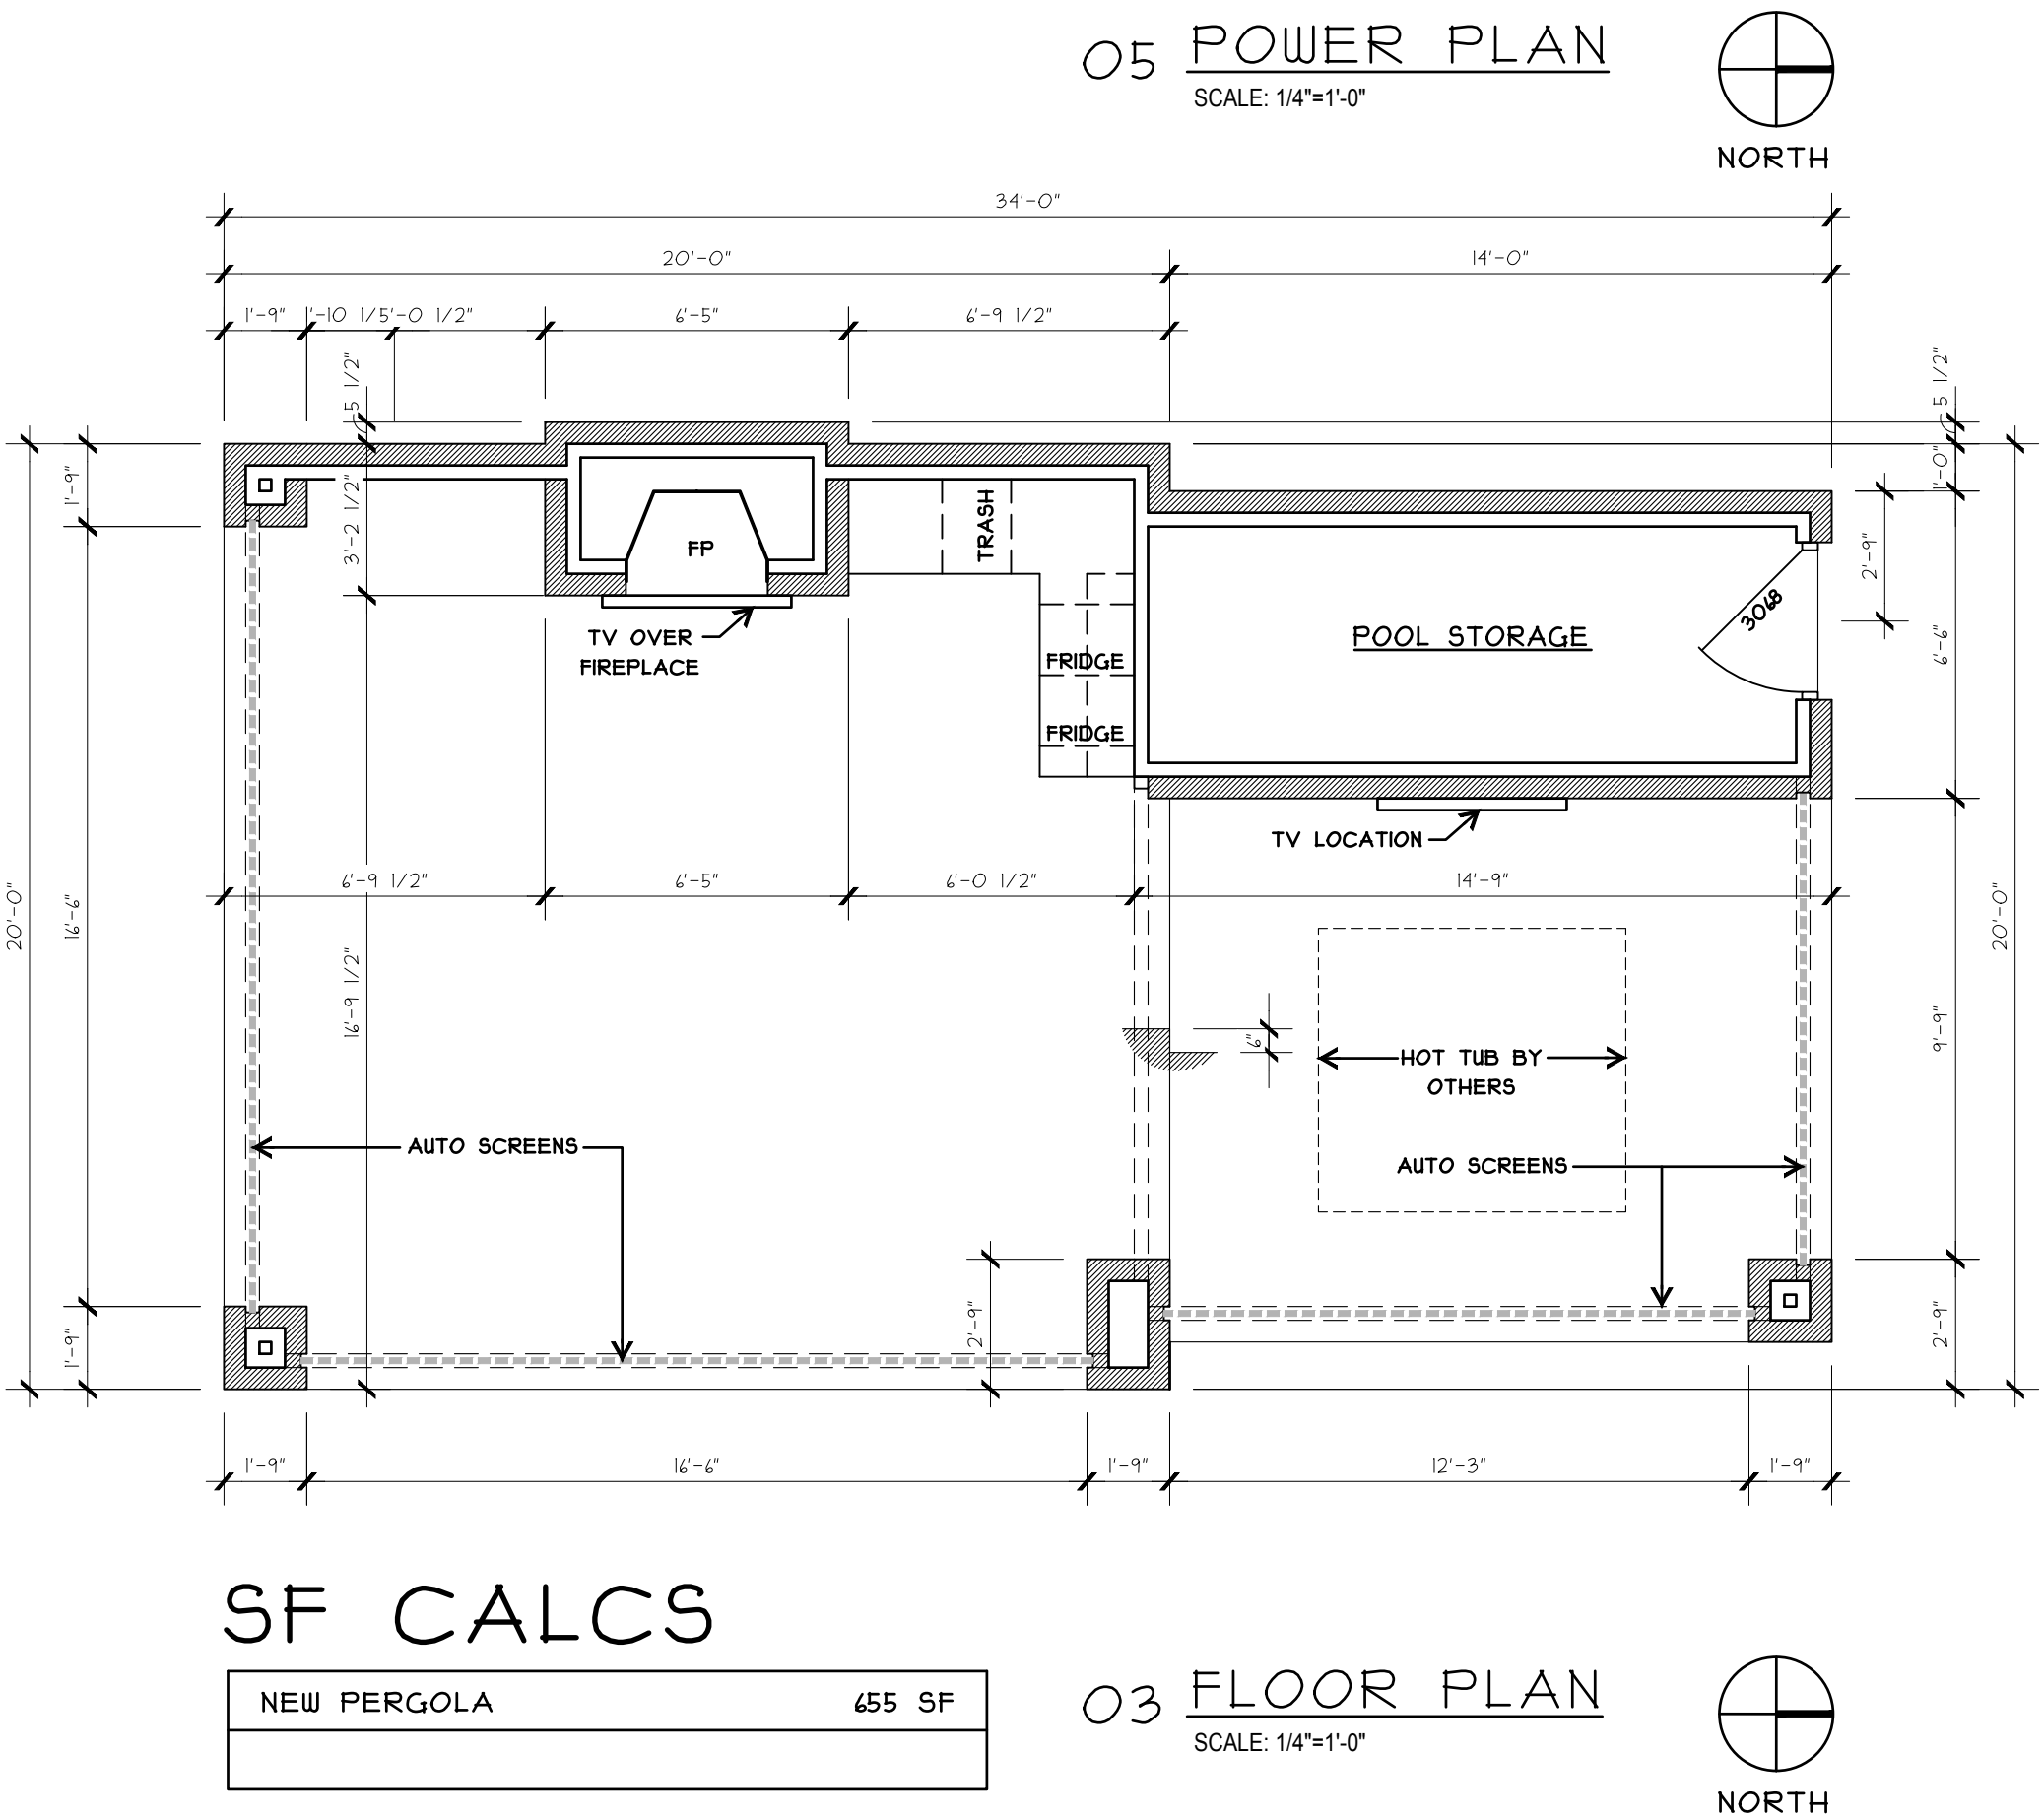 05 POWER PLAN
SCALE: 1/4"=1'-0"
NORTH
34'-0"
20'-0" 14'-0"
1'-9" 1'-10 1/5'-0 1/2" 6'-5" 6'-9 1/2"
5 1/2" 5 1/2"
1'-9" 3'-2 1/2" 1'-0"
TRASH
FP
2'-9"
3068
TV OVER
FIREPLACE
POOL STORAGE
6'-6"
FRIDGE
FRIDGE
TV LOCATION
6'-9 1/2" 6'-5" 6'-0 1/2" 14'-9"
20'-0" 16'-6" 16'-9 1/2" 20'-0"
9'-9"
6"
HOT TUB BY
OTHERS
AUTO SCREENS
AUTO SCREENS
1'-9" 2'-9" 2'-9"
1'-9" 16'-6" 1'-9" 12'-3" 1'-9"
SF CALCS
NEW PERGOLA 655 SF
03 FLOOR PLAN
SCALE: 1/4"=1'-0"
NORTH